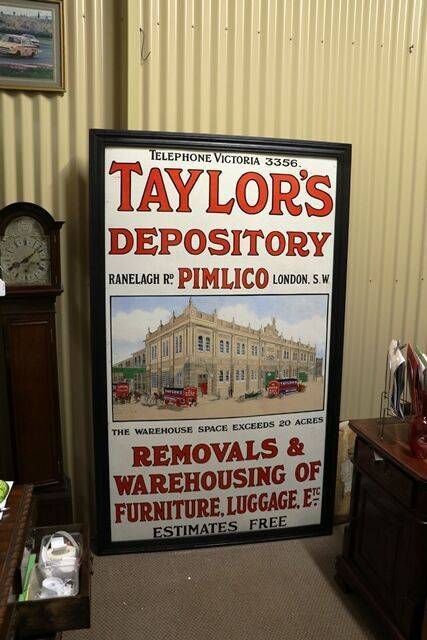 TELEPHONE VICTORIA 3356.
TAYLOR'S
DEPOSITORY
RANELAGH RD PIMLICO LONDON. S.W
THE WAREHOUSE SPACE EXCEEDS 20 ACRES
REMOVALS &
WAREHOUSING OF
FURNITURE, LUGGAGE, ETC
ESTIMATES FREE